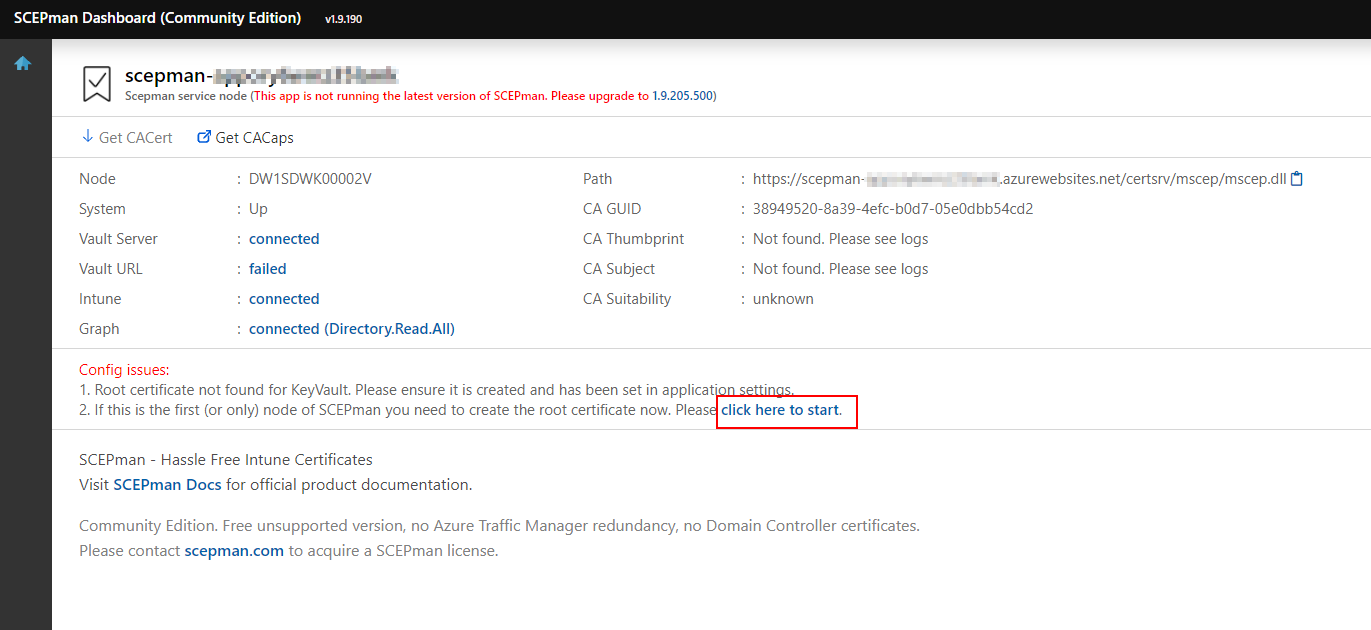 SCEPman Dashboard (Community Edition) v1.9.190
scepman-
Scepman service node (This app is not running the latest version of SCEPman. Please upgrade to 1.9.205.500)
Get CACert Get CACaps
Node : DW1SDWK00002V Path : https://scepman- .azurewebsites.net/certsrv/mscep/mscep.dll
System : Up CA GUID : 38949520-8a39-4efc-b0d7-05e0dbb54cd2
Vault Server : connected CA Thumbprint : Not found. Please see logs
Vault URL : failed CA Subject : Not found. Please see logs
Intune : connected CA Suitability : unknown
Graph : connected (Directory.Read.All)
Config issues:
1. Root certificate not found for KeyVault. Please ensure it is created and has been set in application settings.
2. If this is the first (or only) node of SCEPman you need to create the root certificate now. Please click here to start.
SCEPman - Hassle Free Intune Certificates
Visit SCEPman Docs for official product documentation.
Community Edition. Free unsupported version, no Azure Traffic Manager redundancy, no Domain Controller certificates.
Please contact scepman.com to acquire a SCEPman license.